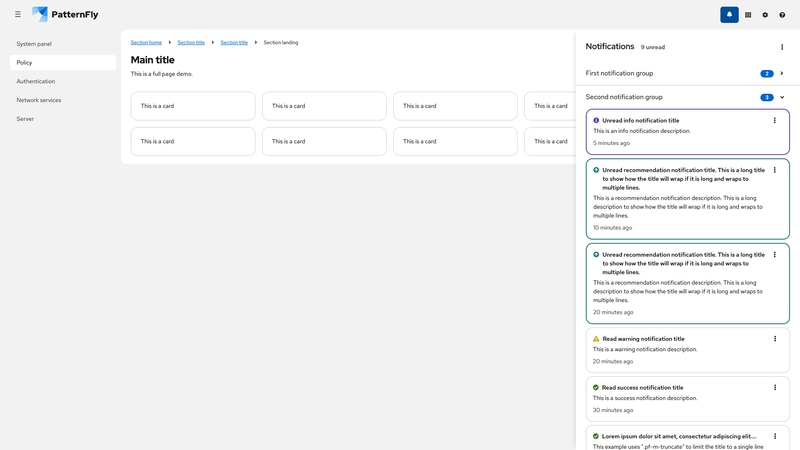 PatternFly
System panel
Policy
Authentication
Network services
Server
Section home
Section title
Section title
Section landing
Main title
This is a full page demo.
This is a card
This is a card
This is a card
This is a card
This is a card
This is a card
This is a card
This is a card
Notifications
9 unread
First notification group
2
Second notification group
3
Unread info notification title
This is an info notification description.
5 minutes ago
Unread recommendation notification title. This is a long title
to show how the title will wrap if it is long and wraps to
multiple lines.
This is a recommendation notification description. This is a long
description to show how the title will wrap if it is long and wraps to
multiple lines.
10 minutes ago
Unread recommendation notification title. This is a long title
to show how the title will wrap if it is long and wraps to
multiple lines.
This is a recommendation notification description. This is a long
description to show how the title will wrap if it is long and wraps to
multiple lines.
20 minutes ago
Read warning notification title
This is a warning notification description.
20 minutes ago
Read success notification title
This is a success notification description.
30 minutes ago
Lorem ipsum dolor sit amet, consectetur adipiscing elit....
This example uses ".pf-m-truncate" to limit the title to a single line